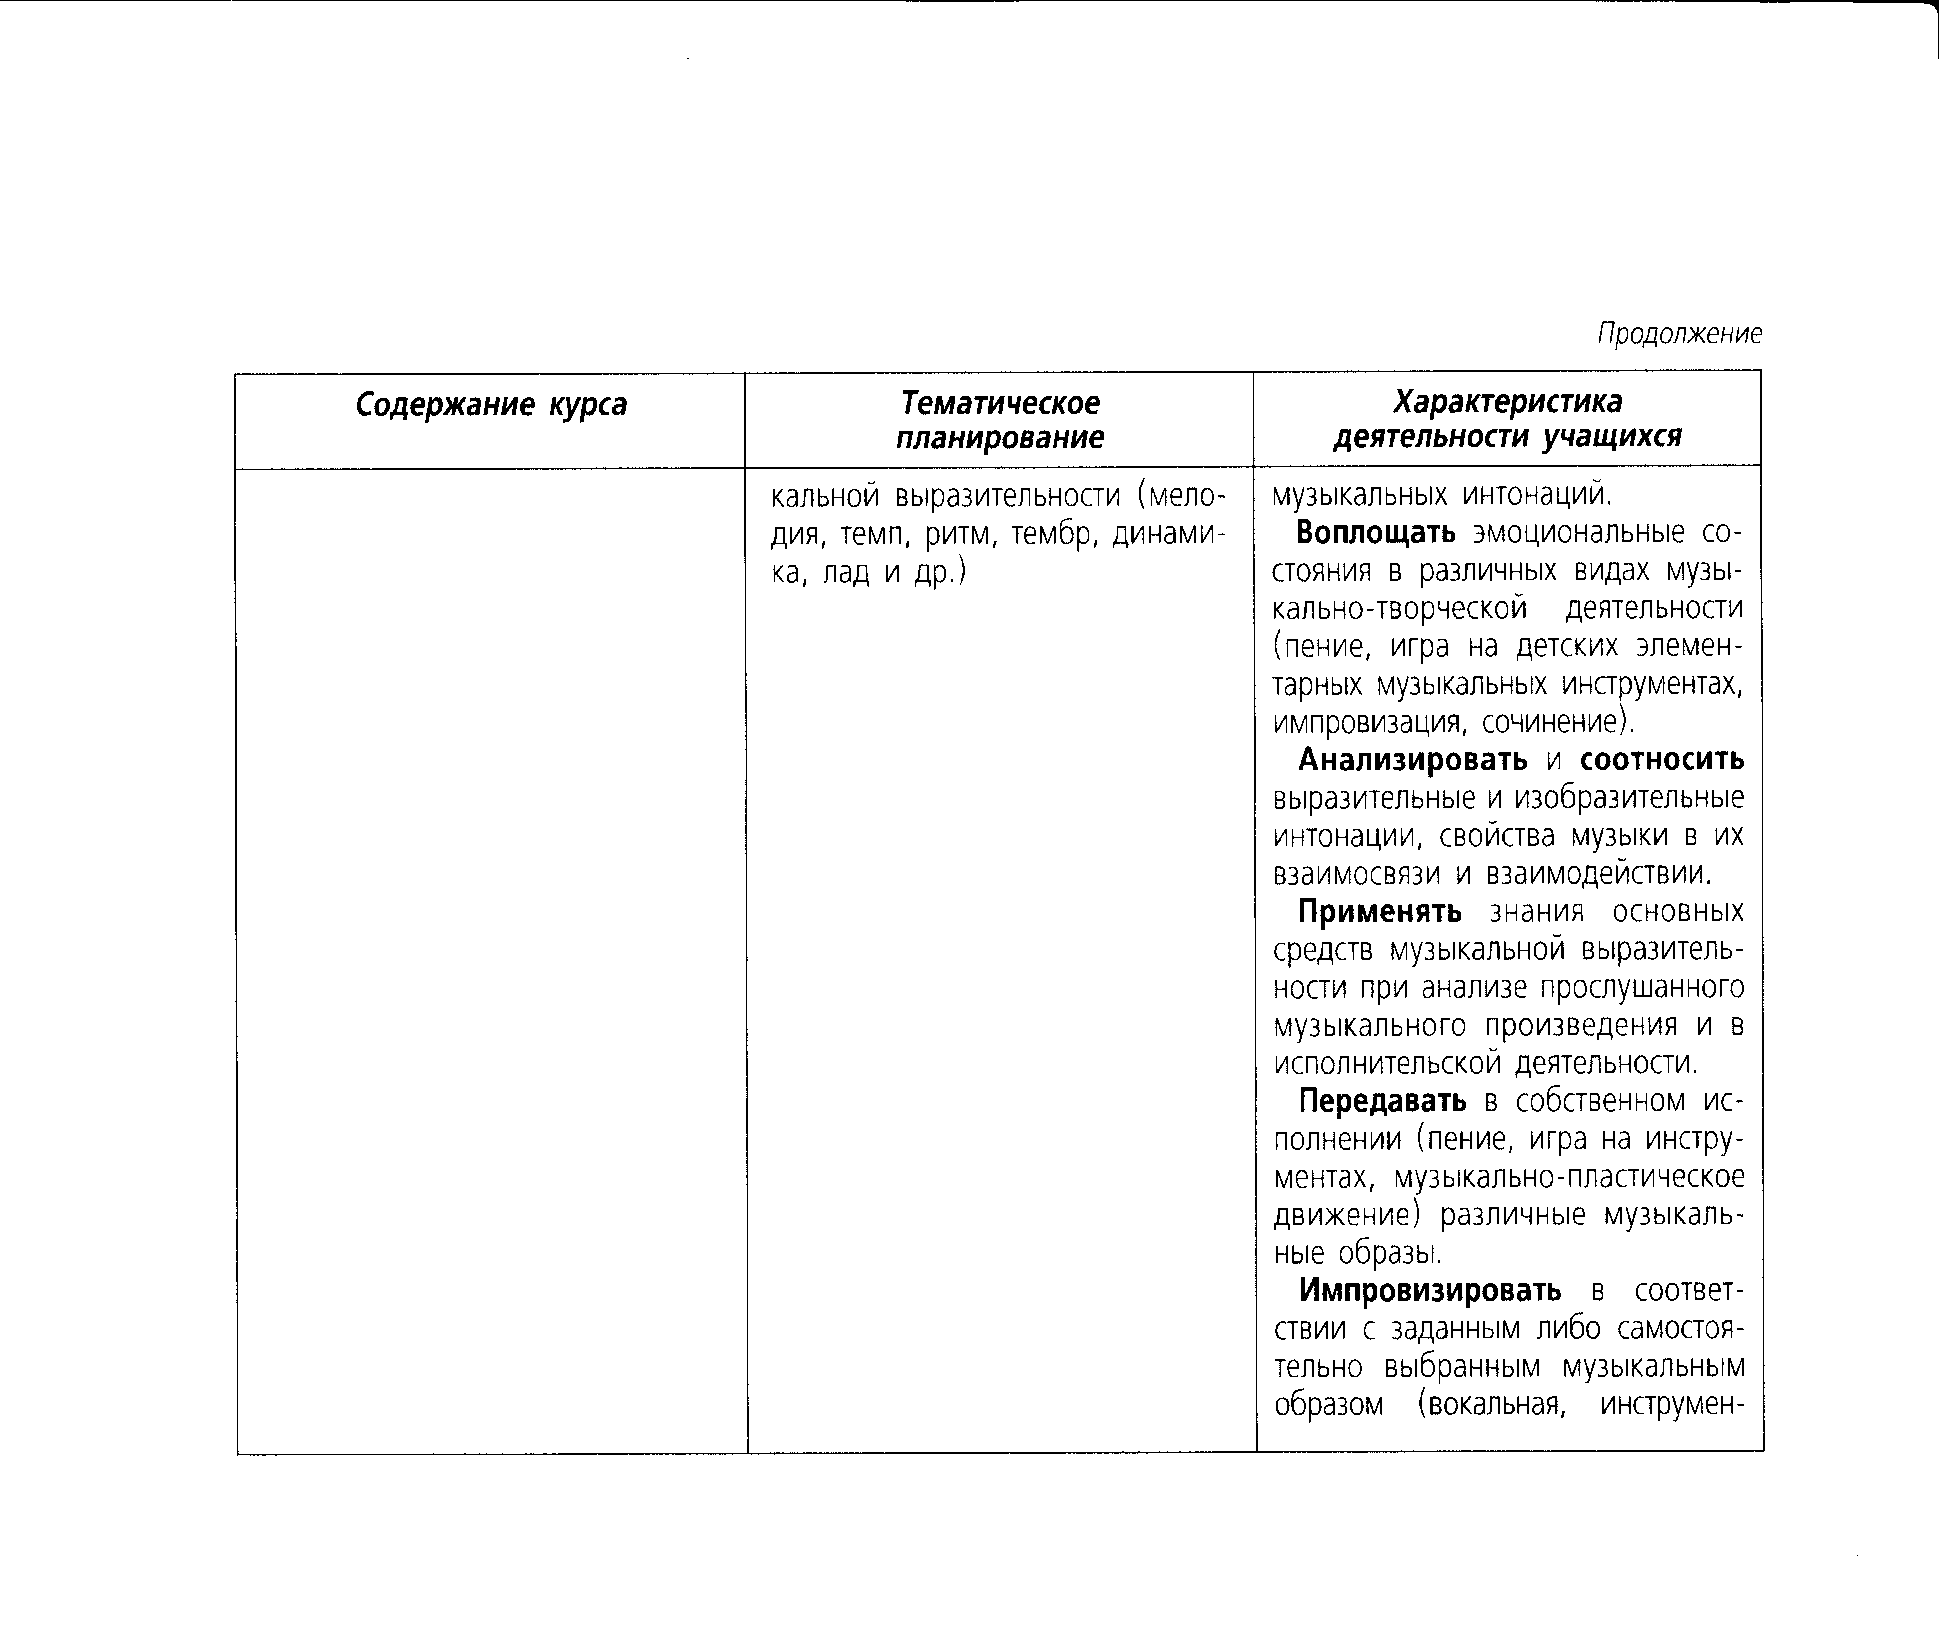 Продолжение
Содержание курса
Тематическое
планирование
Характеристика
деятельности учащихся
кальной выразительности (мело-
дия, темп, ритм, тембр, динами-
ка, лад и др.)
музыкальных интонаций.
Воплощать эмоциональные со-
стояния в различных видах музы-
кально-творческой деятельности
(пение, игра на детских элемен-
тарных музыкальных инструментах,
импровизация, сочинение).
Анализировать и соотносить
выразительные и изобразительные
интонации, свойства музыки в их
взаимосвязи и взаимодействии.
Применять знания основных
средств музыкальной выразитель-
ности при анализе прослушанного
музыкального произведения и в
исполнительской деятельности.
Передавать в собственном ис-
полнении (пение, игра на инстру-
ментах, музыкально-пластическое
движение) различные музыкаль-
ные образы.
Импровизировать в соответ-
ствии с заданным либо самостоя-
тельно выбранным музыкальным
образом (вокальная, инструмен-